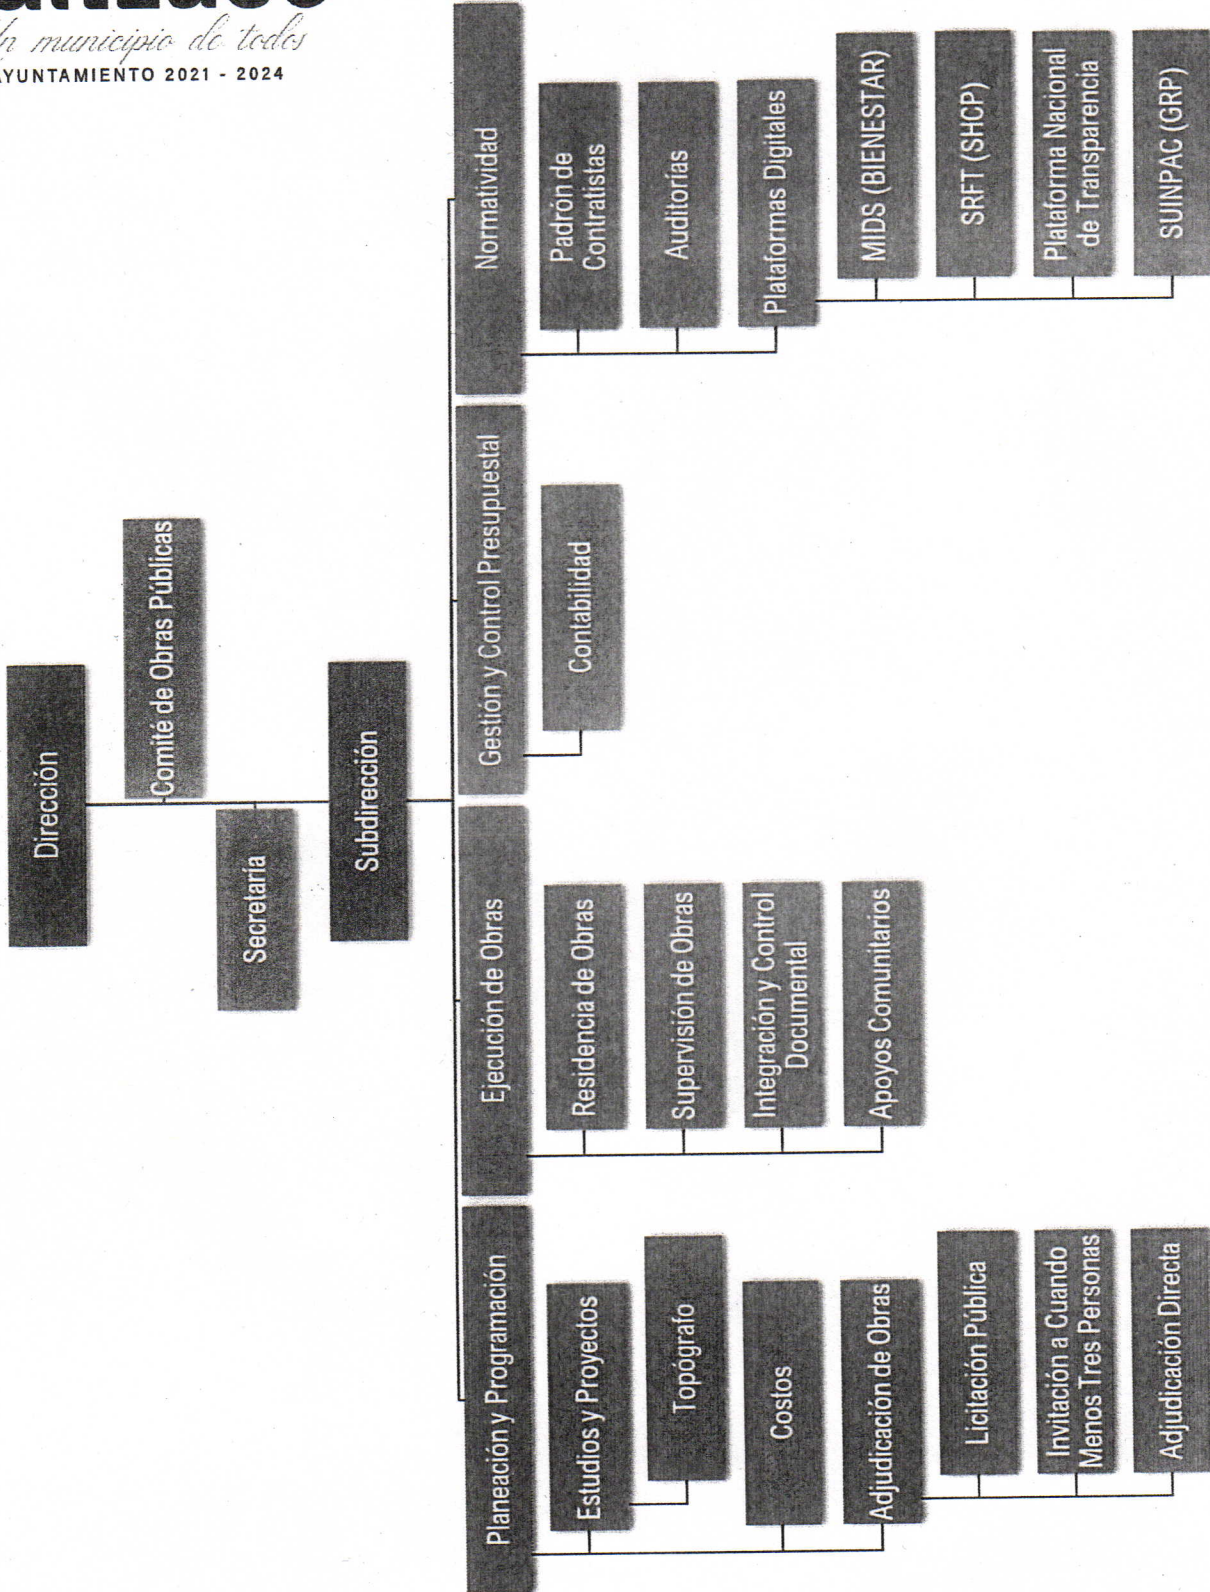 municipio de todos
AYUNTAMIENTO 2021 - 2024
Dirección
Comité de Obras Públicas
Secretaría
Subdirección
Planeación y Programación
Estudios y Proyectos
Topógrafo
Costos
Adjudicación de Obras
Licitación Pública
Invitación a Cuando
Menos Tres Personas
Adjudicación Directa
Ejecución de Obras
Residencia de Obras
Supervisión de Obras
Integración y Control
Documental
Apoyos Comunitarios
Gestión y Control Presupuestal
Contabilidad
Normatividad
Padrón de
Contratistas
Auditorías
Plataformas Digitales
MIDS (BIENESTAR)
SRFT (SHCP)
Plataforma Nacional
de Transparencia
SUINPAC (GRP)